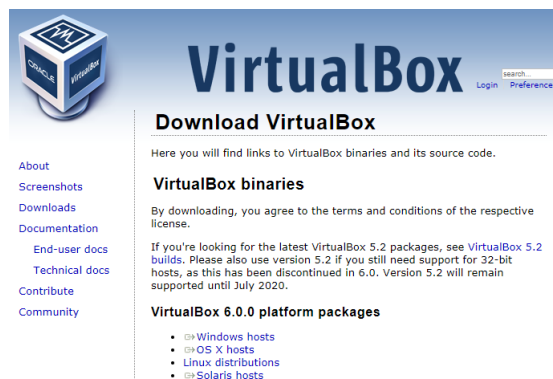 ORACLE
VirtualBox
VirtualBox
search...
Login Preferences
Download VirtualBox
Here you will find links to VirtualBox binaries and its source code.
About
Screenshots
Downloads
Documentation
End-user docs
Technical docs
Contribute
Community
VirtualBox binaries
By downloading, you agree to the terms and conditions of the respective
license.
If you're looking for the latest VirtualBox 5.2 packages, see VirtualBox 5.2
builds. Please also use version 5.2 if you still need support for 32-bit
hosts, as this has been discontinued in 6.0. Version 5.2 will remain
supported until July 2020.
VirtualBox 6.0.0 platform packages
• Windows hosts
• OS X hosts
• Linux distributions
• Solaris hosts